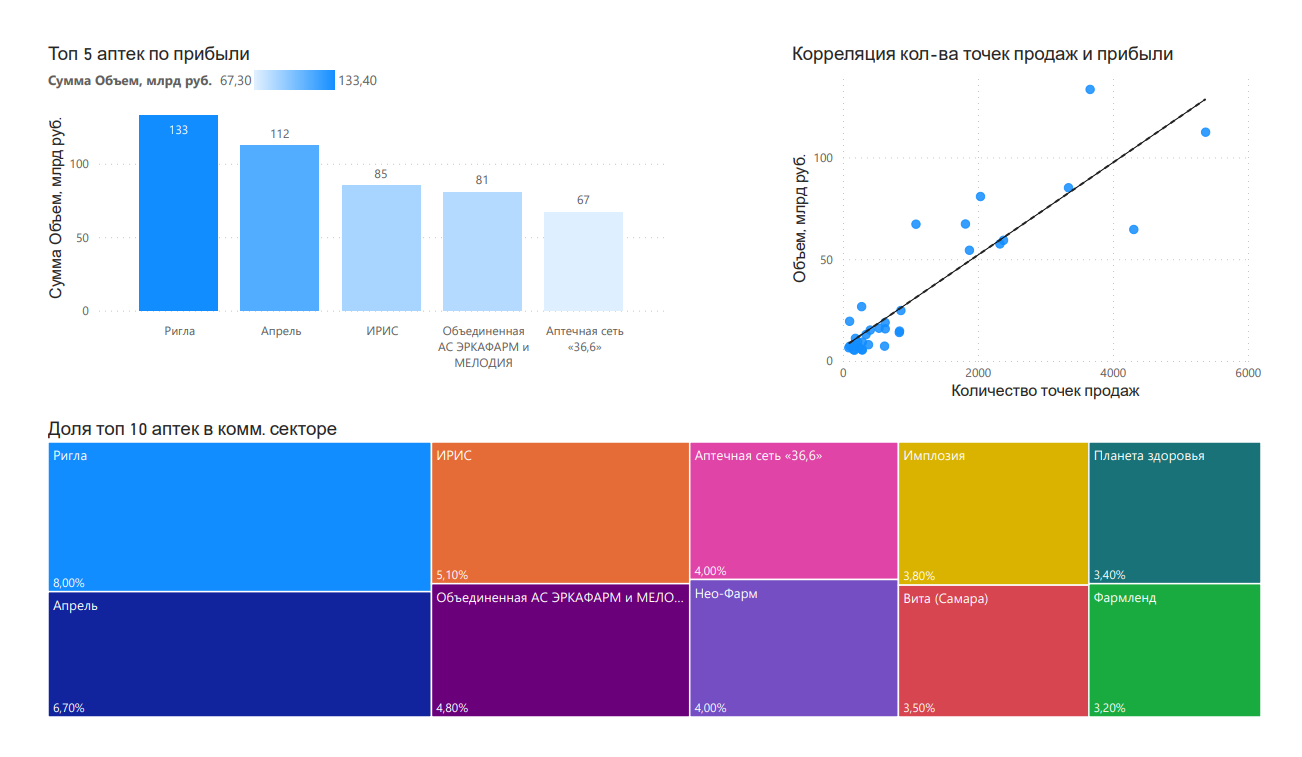 Топ 5 аптек по прибыли
Сумма Объем, млрд руб. 67,30 133,40
Сумма Объем. млрд руб.
100
50
0
133
112
85
81
67
Ригла
Апрель
ИРИС
Объединенная
АС ЭРКАФАРМ и
МЕЛОДИЯ
Аптечная сеть
«36,6»
Корреляция кол-ва точек продаж и прибыли
Объем. млрд руб.
100
50
0
0 2000 4000 6000
Количество точек продаж
Доля топ 10 аптек в комм. секторе
Ригла
8,00%
Апрель
6,70%
ИРИС
5,10%
Объединенная АС ЭРКАФАРМ и МЕЛО...
4,80%
Аптечная сеть «36,6»
4,00%
Нео-Фарм
4,00%
Имплозия
3,80%
Вита (Самара)
3,50%
Планета здоровья
3,40%
Фармленд
3,20%